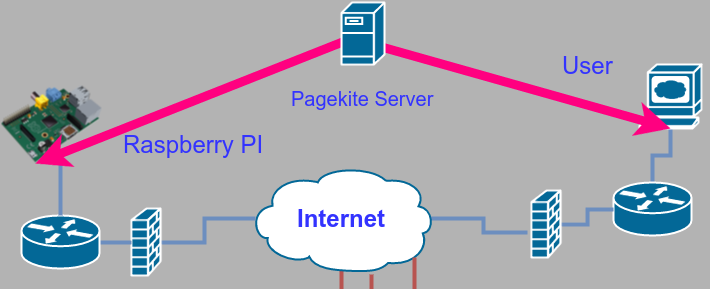 User
Pagekite Server
Raspberry PI
Internet